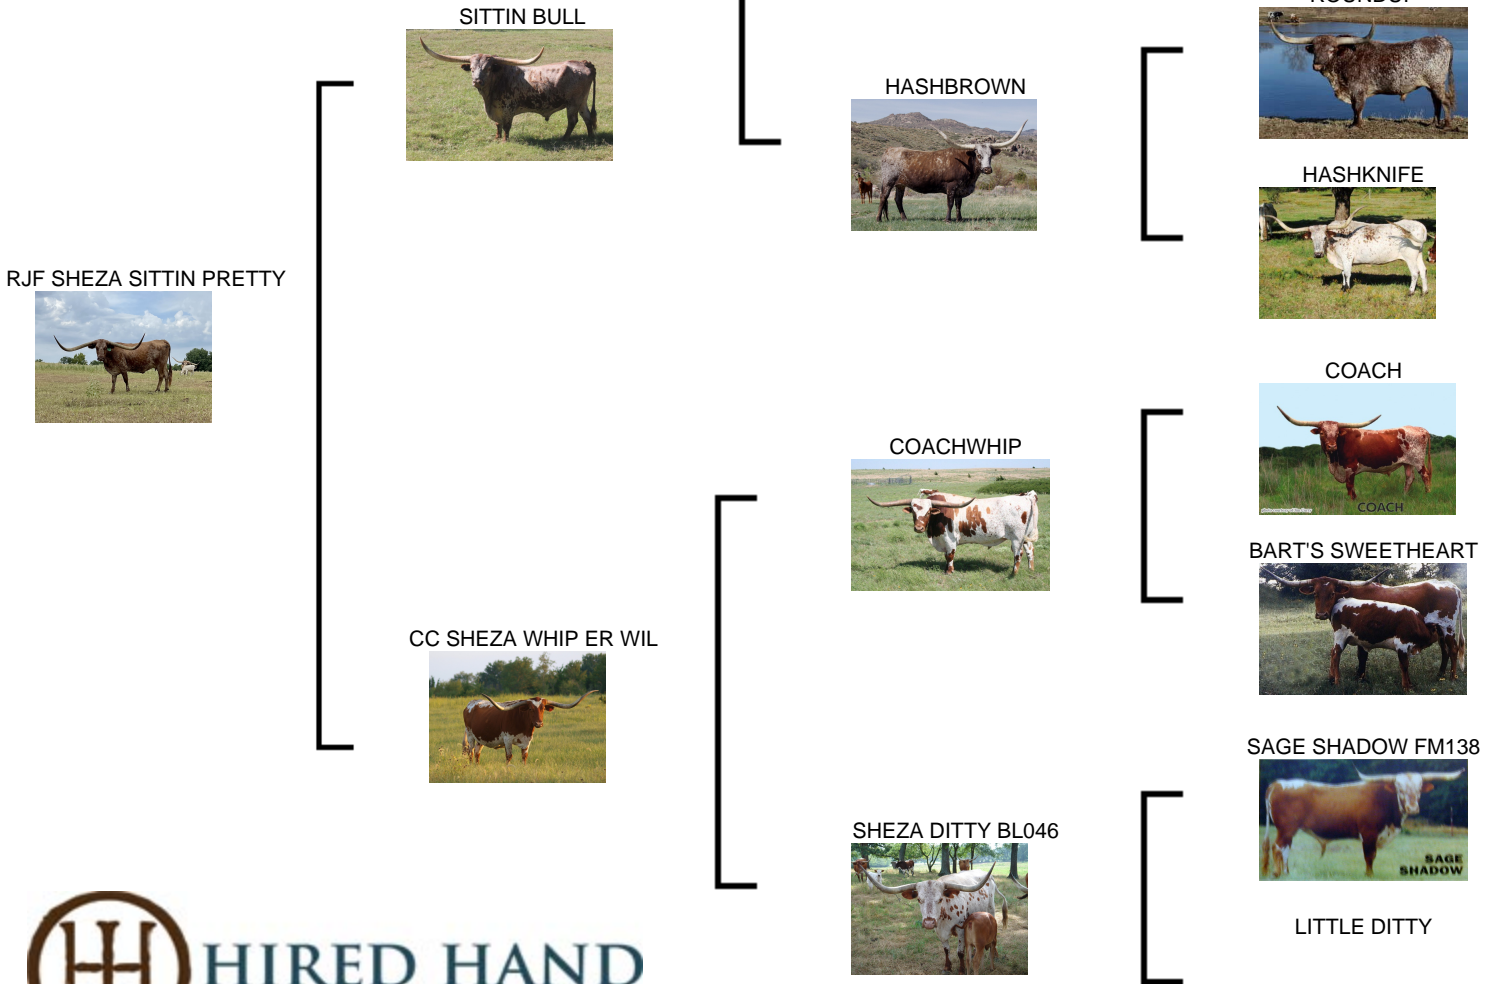 SITTIN BULL
HASHBROWN
HASHKNIFE
RJF SHEZA SITTIN PRETTY
COACH
COACH
COACHWHIP
BART'S SWEETHEART
CC SHEZA WHIP ER WIL
SAGE SHADOW FM138
SAGE
SHADOW
SHEZA DITTY BL046
LITTLE DITTY
HIRED HAND